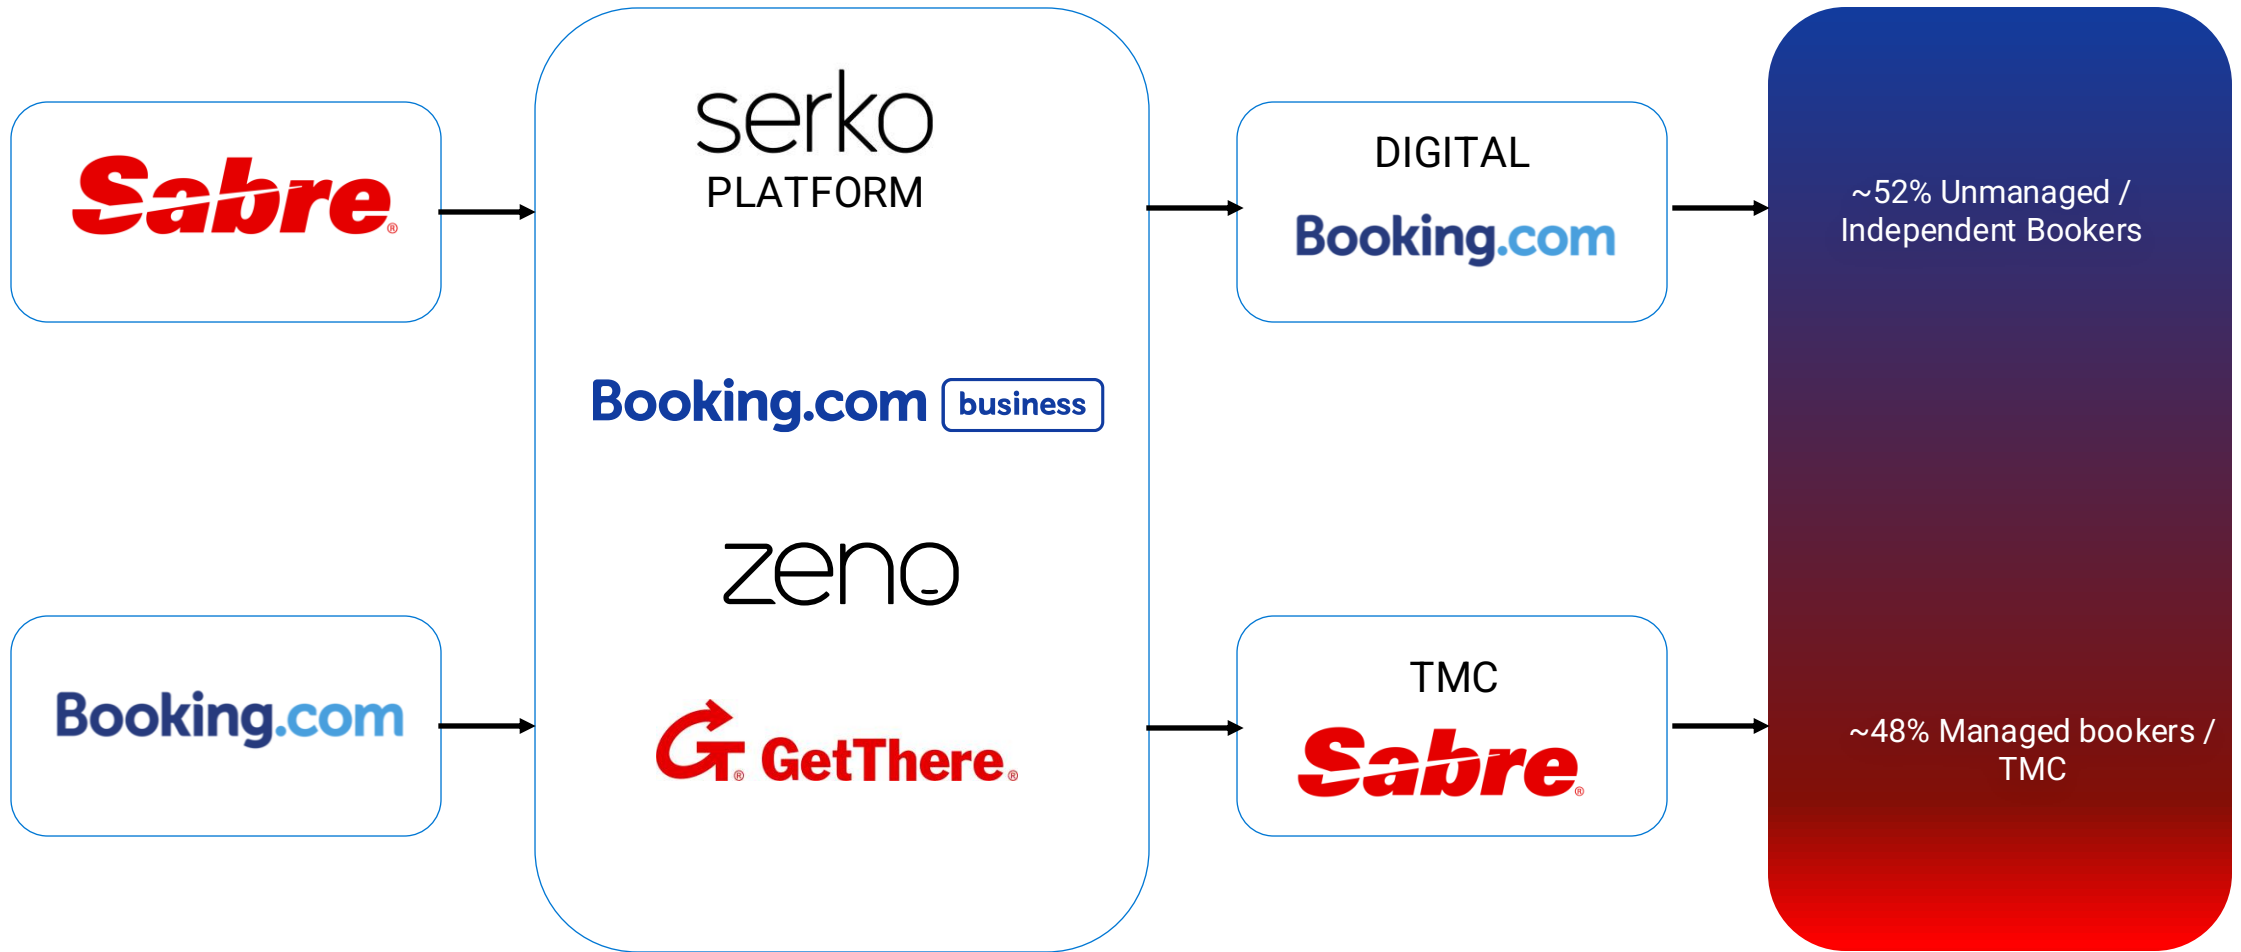 Sabre®
Booking.com
serko
PLATFORM
Booking.com business
zeno
GT® GetThere®
DIGITAL
Booking.com
TMC
Sabre®
~52% Unmanaged /
Independent Bookers
~48% Managed bookers /
TMC